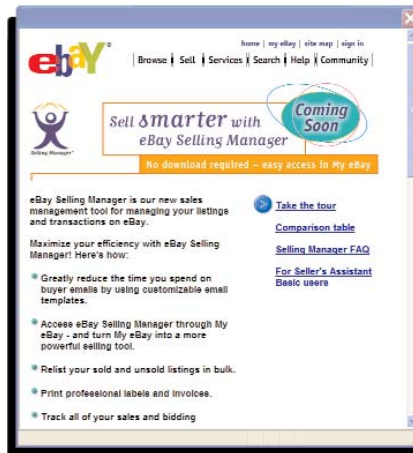 home | my eBay | site map | sign in
ebaY®
Browse | Sell | Services | Search | Help | Community
Sell smarter with
eBay Selling Manager
Coming
Soon
Selling Manager
No download required – easy access in My eBay
eBay Selling Manager is our new sales
management tool for managing your listings
and transactions on eBay.
Maximize your efficiency with eBay Selling
Manager! Here's how:
Greatly reduce the time you spend on
buyer emails by using customizable email
templates.
Access eBay Selling Manager through My
eBay - and turn My eBay into a more
powerful selling tool.
Relist your sold and unsold listings in bulk.
Print professional labels and invoices.
Track all of your sales and bidding
Take the tour
Comparison table
Selling Manager FAQ
For Seller's Assistant
Basic users